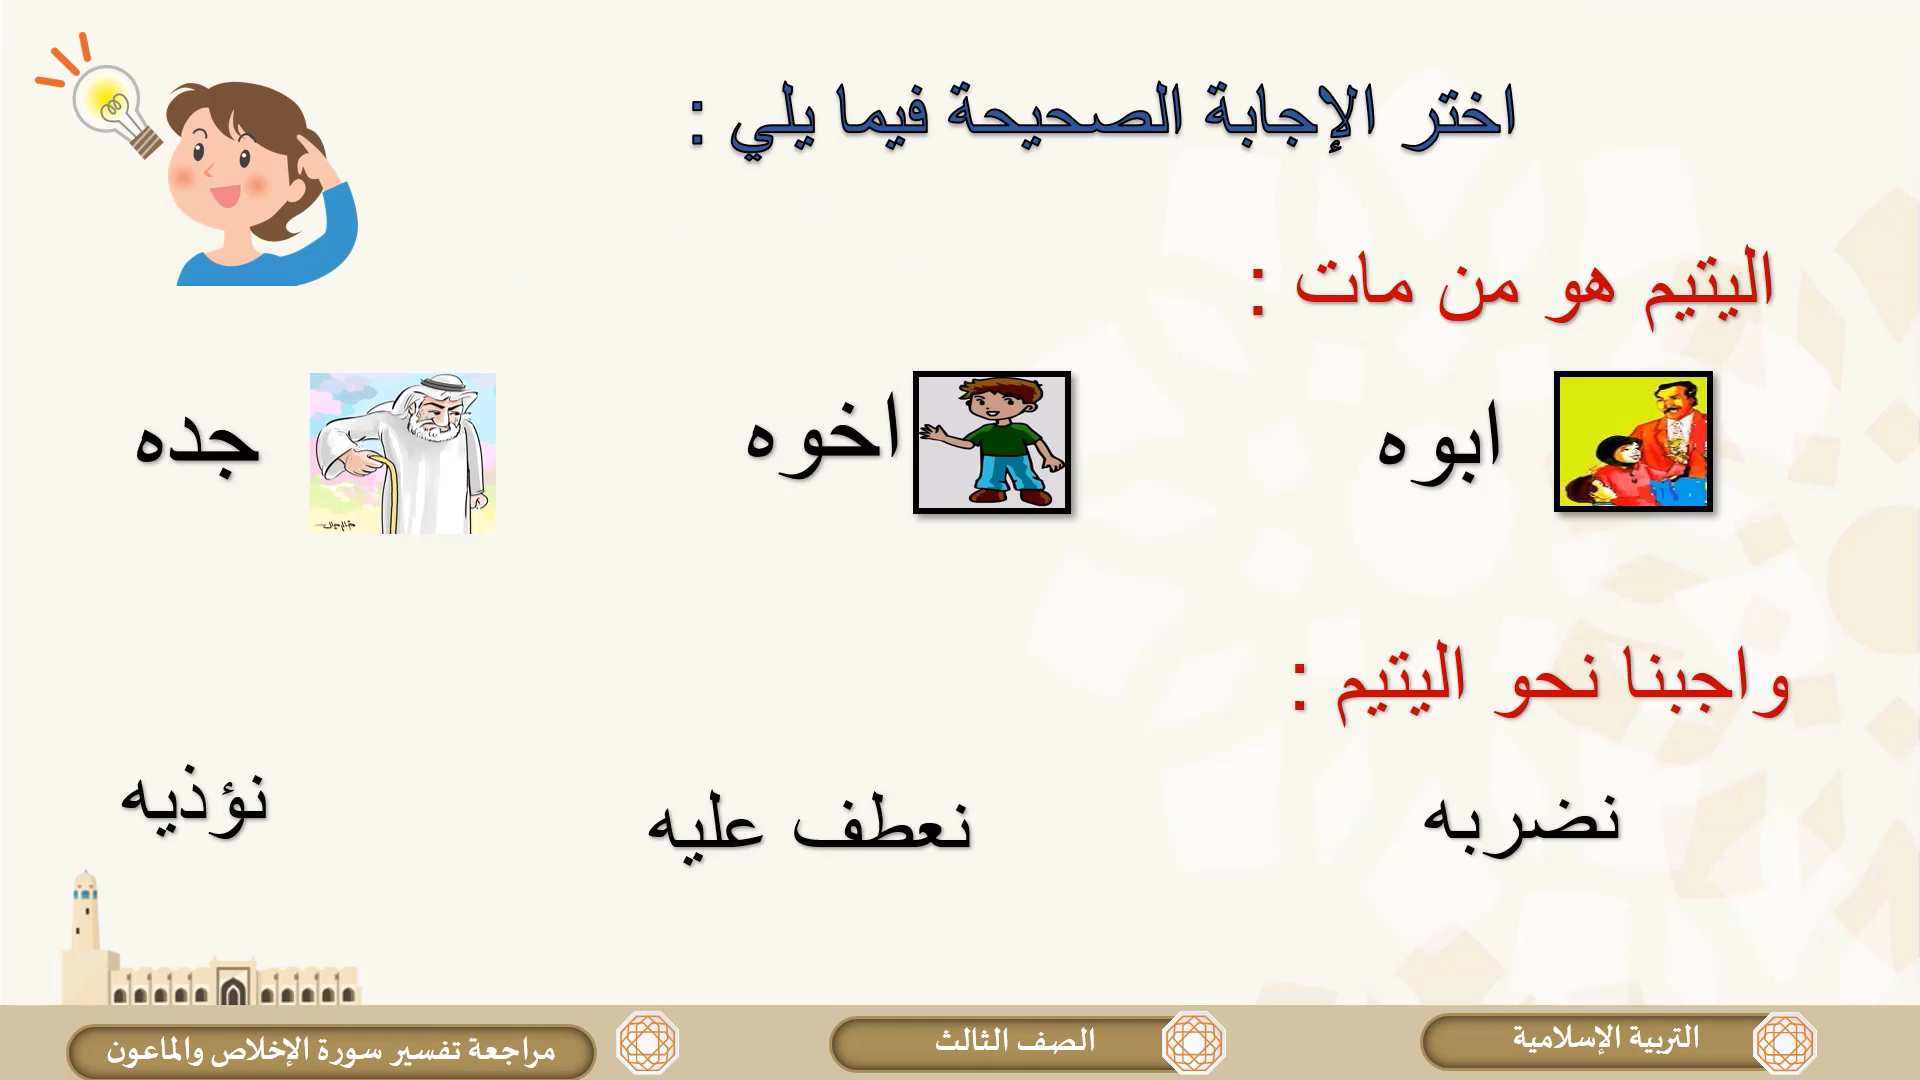 اختر الإجابة الصحيحة فيما يلي :
اليتيم هو من مات :
ابوه
اخوه
جده
واجبنا نحو اليتيم :
نضربه
نعطف عليه
نؤذيه
التربية الإسلامية
الصف الثالث
مراجعة تفسير سورة الإخلاص والماعون